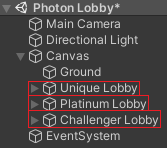 Photon Lobby*
Main Camera
Directional Light
Canvas
Ground
Unique Lobby
Platinum Lobby
Challenger Lobby
EventSystem